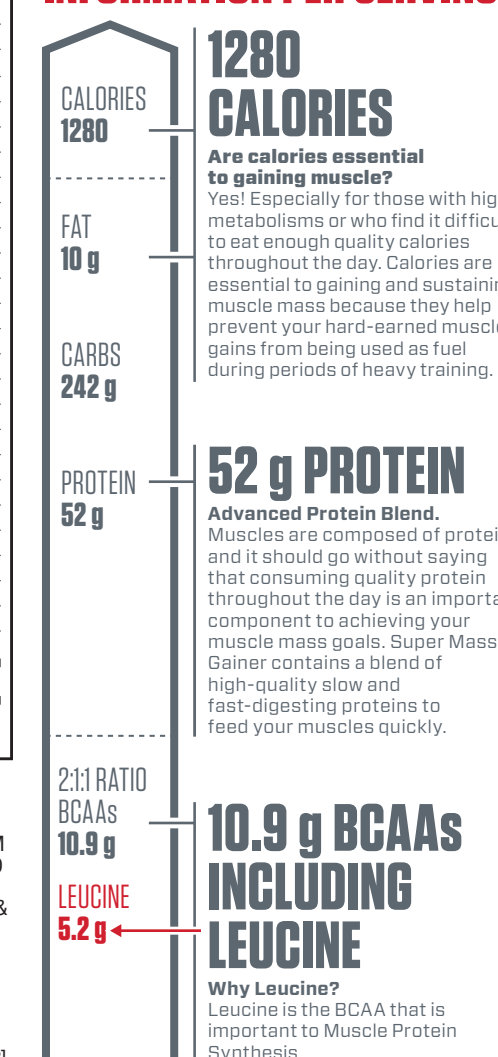 INFORMATION PER SERVING
CALORIES
1280
FAT
10 g
CARBS
242 g
PROTEIN
52 g
2:1:1 RATIO
BCAAs
10.9 g
LEUCINE
5.2 g
1280
CALORIES
Are calories essential
to gaining muscle?
Yes! Especially for those with
metabolisms or who find it
to eat enough quality calories
throughout the day. Calories are
essential to gaining and
muscle mass because they help
prevent your hard-earned
gains from being used as fuel
during periods of heavy training.
52 g PROTEIN
Advanced Protein Blend.
Muscles are composed of
and it should go without saying
that consuming quality protein
throughout the day is an
component to achieving your
muscle mass goals. Super Mass
Gainer contains a blend of
high-quality slow and
fast-digesting proteins to
feed your muscles quickly.
10.9 g BCAAs
INCLUDING
LEUCINE
Why Leucine?
Leucine is the BCAA that is
important to Muscle Protein
Synthesis
&